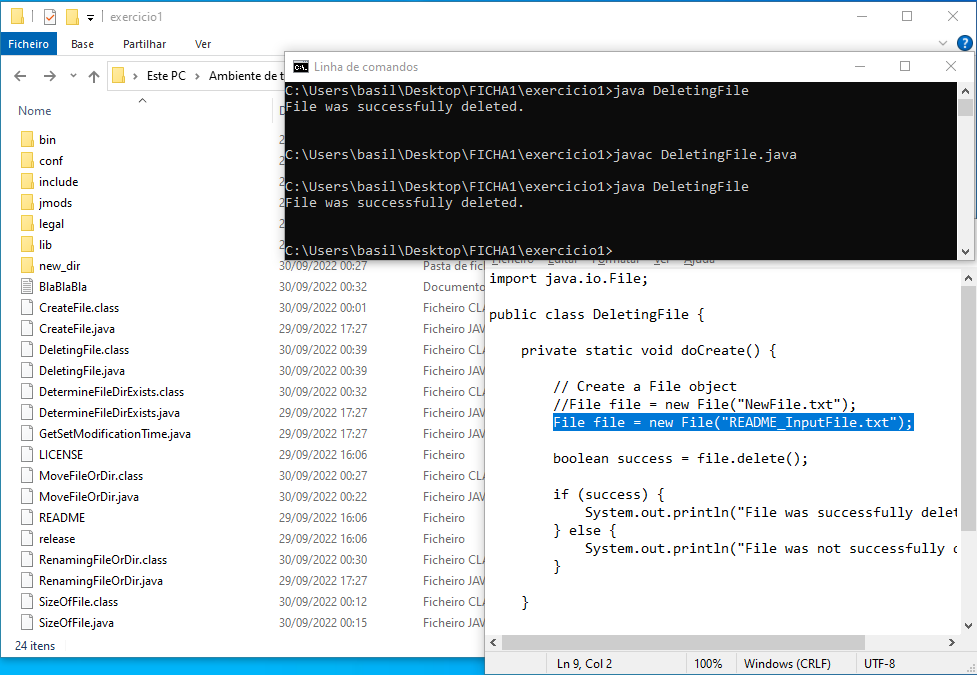 exercicio1
Ficheiro Base Partilhar Ver
Este PC > Ambiente de t
Nome
bin
conf
include
jmods
legal
lib
new_dir 30/09/2022 00:27 Pasta de fic
BlaBlaBla 30/09/2022 00:32 Documento
CreateFile.class 30/09/2022 00:01 Ficheiro CLA
CreateFile.java 29/09/2022 17:27 Ficheiro JAV
DeletingFile.class 30/09/2022 00:39 Ficheiro CLA
DeletingFile.java 30/09/2022 00:39 Ficheiro JAV
DetermineFileDirExists.class 30/09/2022 00:32 Ficheiro CLA
DetermineFileDirExists.java 29/09/2022 17:27 Ficheiro JAV
GetSetModificationTime.java 29/09/2022 17:27 Ficheiro JAV
LICENSE 29/09/2022 16:06 Ficheiro
MoveFileOrDir.class 30/09/2022 00:27 Ficheiro CLA
MoveFileOrDir.java 30/09/2022 00:22 Ficheiro JAV
README 29/09/2022 16:06 Ficheiro
release 29/09/2022 16:06 Ficheiro
RenamingFileOrDir.class 30/09/2022 00:30 Ficheiro CLA
RenamingFileOrDir.java 29/09/2022 17:27 Ficheiro JAV
SizeOfFile.class 30/09/2022 00:12 Ficheiro CLA
SizeOfFile.java 30/09/2022 00:15 Ficheiro JAV
24 itens
Linha de comandos
C:\Users\basil\Desktop\FICHA1\exercicio1>java DeletingFile
File was successfully deleted.
C:\Users\basil\Desktop\FICHA1\exercicio1>javac DeletingFile.java
C:\Users\basil\Desktop\FICHA1\exercicio1>java DeletingFile
File was successfully deleted.
C:\Users\basil\Desktop\FICHA1\exercicio1>
Ficheiro Editar Formatar Ver Ajuda
import java.io.File;
public class DeletingFile {
private static void doCreate() {
// Create a File object
//File file = new File("NewFile.txt");
File file = new File("README_InputFile.txt");
boolean success = file.delete();
if (success) {
System.out.println("File was successfully delet
} else {
System.out.println("File was not successfully d
}
}
Ln 9, Col 2 100% Windows (CRLF) UTF-8